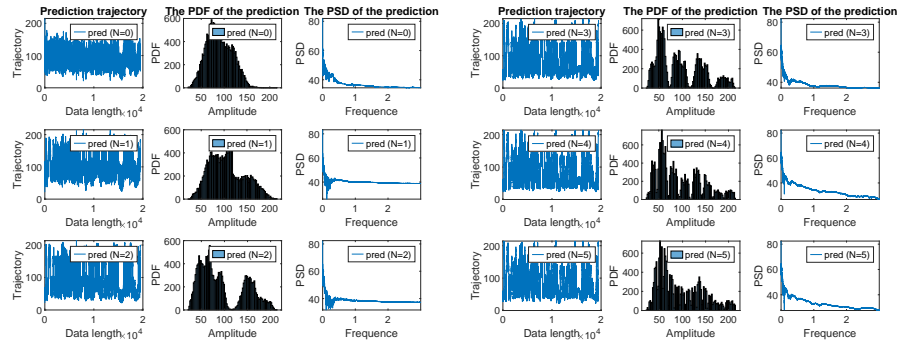 Prediction trajectory The PDF of the prediction The PSD of the prediction Prediction trajectory The PDF of the prediction The PSD of the prediction
Trajectory 200 100 0 pred (N=0) PDF 600 400 200 0 pred (N=0) PSD 80 60 40 pred (N=0) Trajectory 200 100 0 pred (N=3) PDF 600 400 200 0 pred (N=3) PSD 80 60 40 pred (N=3)
0 1 2 50 100 150 200 0 1 2 3 0 1 2 50 100 150 200 0 1 2 3
Data length ×10^4 Amplitude Frequence Data length ×10^4 Amplitude Frequence
Trajectory 200 100 0 pred (N=1) PDF 600 400 200 0 pred (N=1) PSD 80 60 40 pred (N=1) Trajectory 200 100 0 pred (N=4) PDF 600 400 200 0 pred (N=4) PSD 80 60 40 pred (N=4)
0 1 2 50 100 150 200 0 1 2 0 1 2 50 100 150 200 0 2
Data length ×10^4 Amplitude Frequence Data length ×10^4 Amplitude Frequence
Trajectory 200 100 0 pred (N=2) PDF 600 400 200 0 pred (N=2) PSD 80 60 40 pred (N=2) Trajectory 200 100 0 pred (N=5) PDF 600 400 200 0 pred (N=5) PSD 80 60 40 pred (N=5)
0 1 2 50 100 150 200 0 1 2 0 1 2 50 100 150 200 0 2
Data length ×10^4 Amplitude Frequence Data length ×10^4 Amplitude Frequence